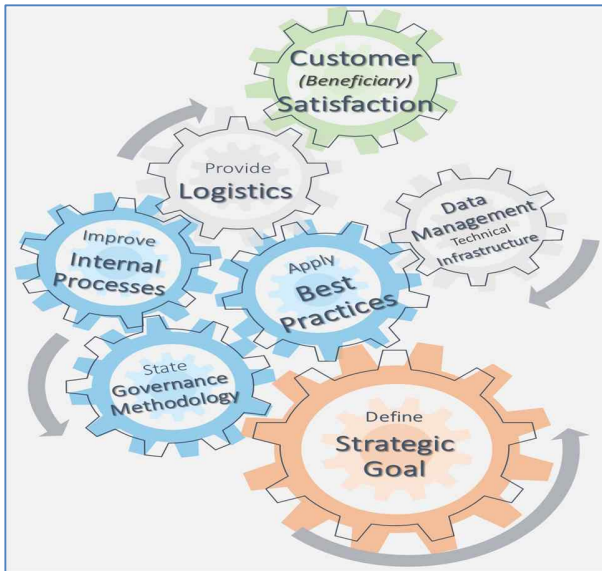 Customer
(Beneficiary)
Satisfaction
Provide
Logistics
Data
Management
Technical
Infrastructure
Improve
Internal
Processes
Apply
Best
Practices
State
Governance
Methodology
Define
Strategic
Goal